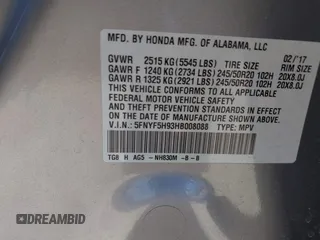 MFD. BY HONDA MFG. OF ALABAMA, LLC
GVWR 2515 KG(5545 LBS) TIRE SIZE 02/'17 RIM SIZE
GAWR F 1240 KG(2734 LBS) 245/50R20 102H 20X8.0J
GAWR R 1325 KG(2921 LBS) 245/50R20 102H 20X8.0J
THIS VEHICLE CONFORMS TO ALL APPLICABLE
FEDERAL MOTOR VEHICLE SAFETY
AND THEFT PREVENTION STANDARDS IN EFFECT
ON THE DATE OF MANUFACTURE SHOWN ABOVE.
V.I.N.: 5FNYF5H93HB008088 TYPE: MPV
TG8 H AG5 - NH830M -B - B
DREAMBID